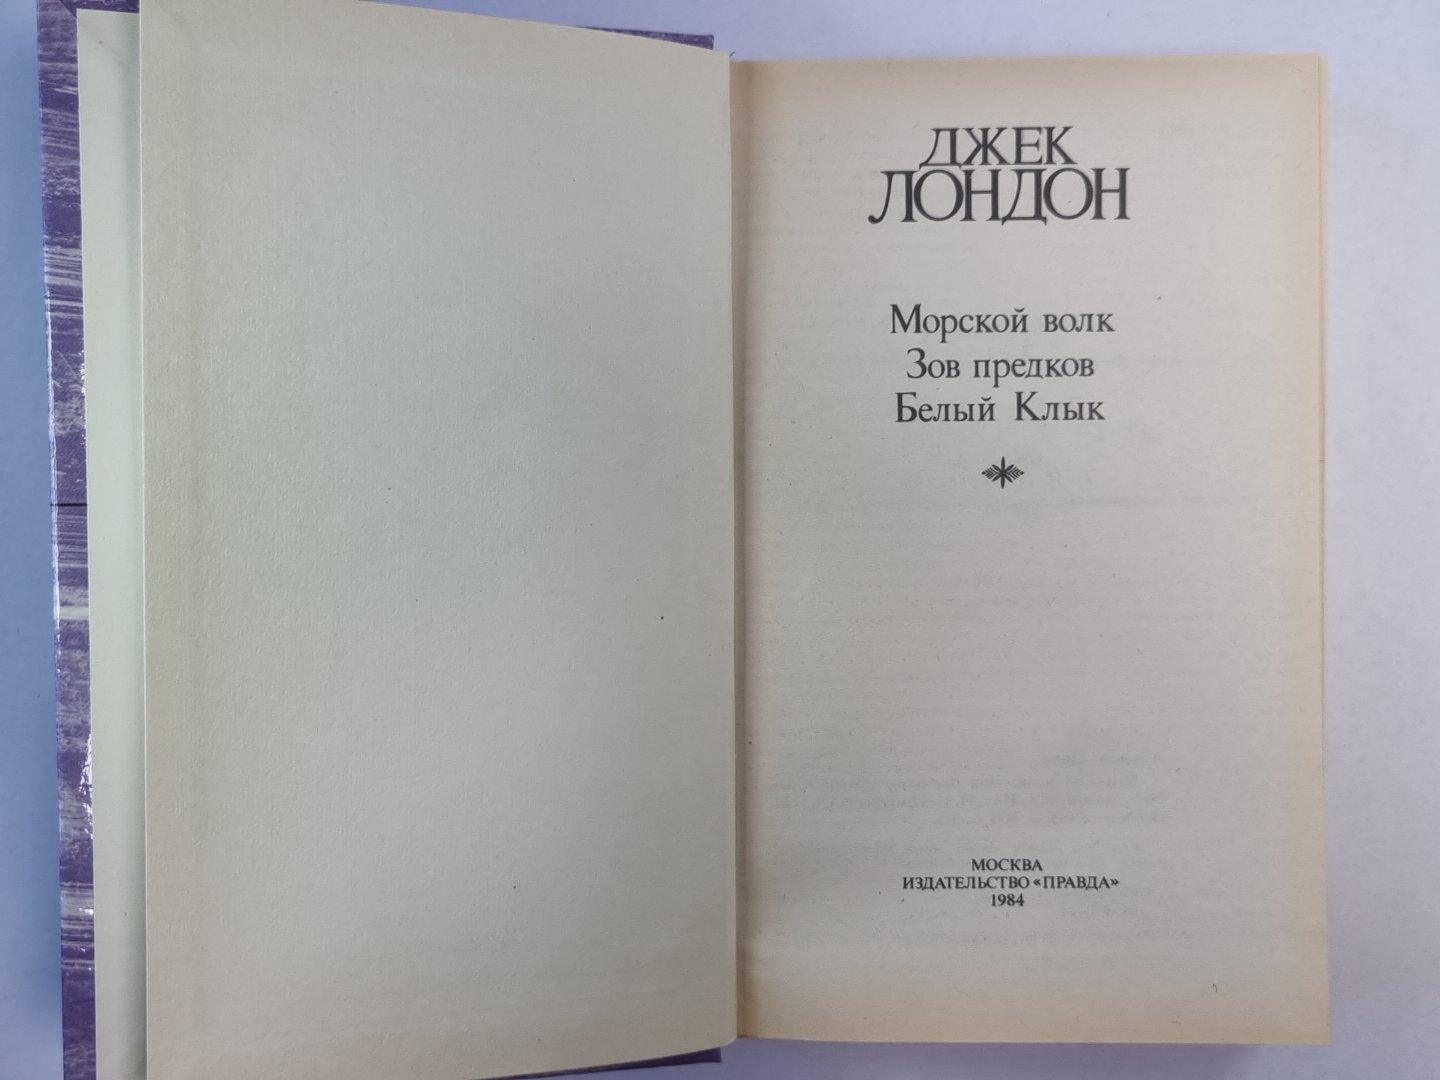 ДЖЕК
ЛОНДОН
Морской волк
Зов предков
Белый Клык
МОСКВА
ИЗДАТЕЛЬСТВО «ПРАВДА»
1984